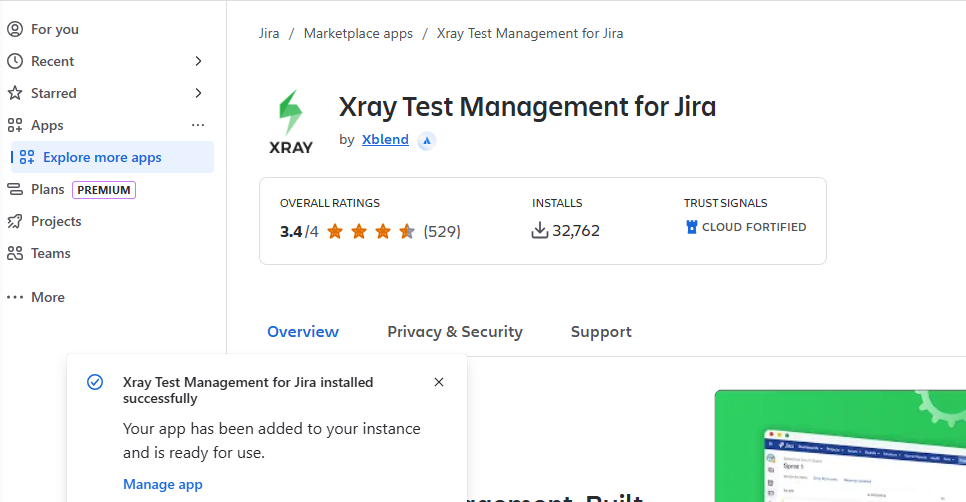 For you
Recent
Starred
Apps
Explore more apps
Plans PREMIUM
Projects
Teams
More
Jira / Marketplace apps / Xray Test Management for Jira
XRAY
Xray Test Management for Jira
by Xblend
OVERALL RATINGS
3.4/4 (529)
INSTALLS
32,762
TRUST SIGNALS
CLOUD FORTIFIED
Overview Privacy & Security Support
Xray Test Management for Jira installed
successfully
Your app has been added to your instance
and is ready for use.
Manage app
Jira
Sprint 1